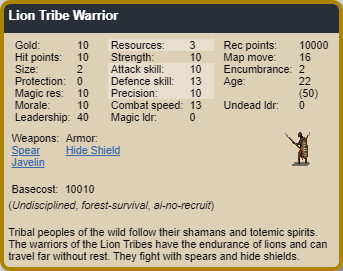 Lion Tribe Warrior
Gold: 10 Resources: 3 Rec points: 10000
Hit points: 10 Strength: 10 Map move: 16
Size: 2 Attack skill: 10 Encumbrance: 2
Protection: 0 Defence skill: 13 Age: 22
Magic res: 10 Precision: 10 (50)
Morale: 10 Combat speed: 13 Undead ldr: 0
Leadership: 40 Magic ldr: 0
Weapons: Armor:
Spear Hide Shield
Javelin
Basecost: 10010
(Undisciplined, forest-survival, ai-no-recruit)
Tribal peoples of the wild follow their shamans and totemic spirits.
The warriors of the Lion Tribes have the endurance of lions and can
travel far without rest. They fight with spears and hide shields.